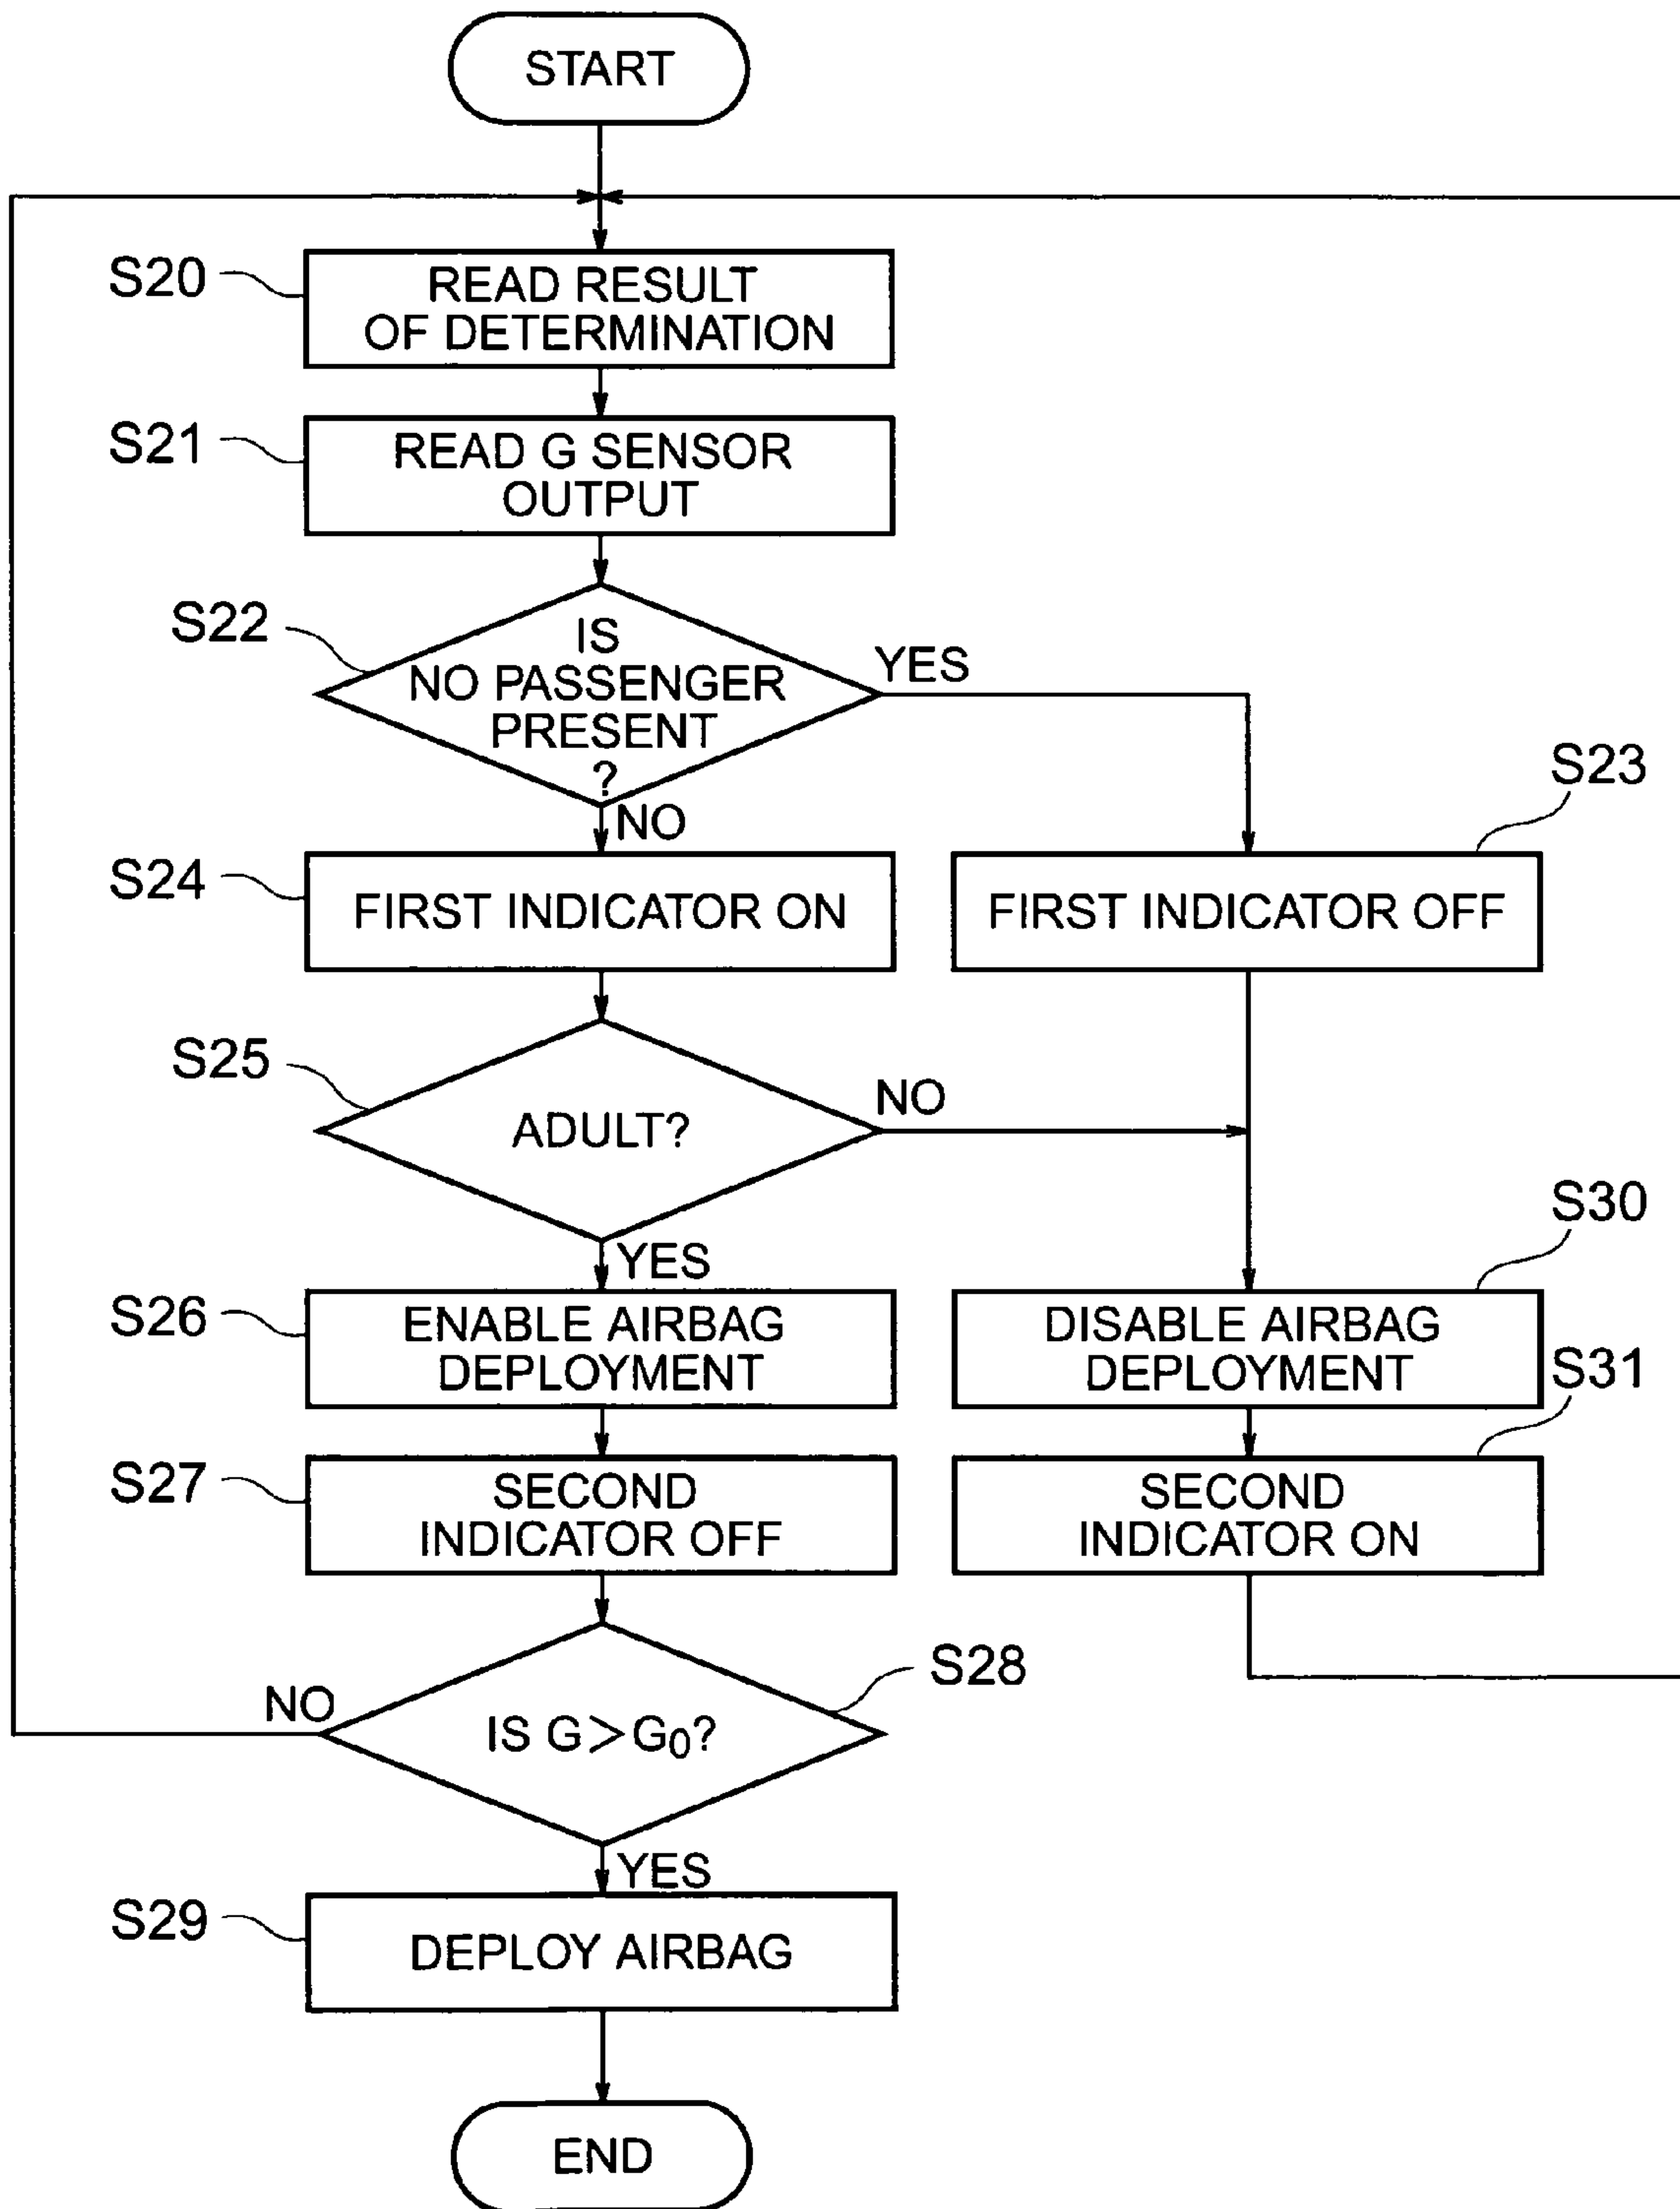 START
S20
READ RESULT
OF DETERMINATION
S21
READ G SENSOR
OUTPUT
S22
IS
NO PASSENGER
PRESENT
?
YES
NO
S23
S24
FIRST INDICATOR ON
FIRST INDICATOR OFF
S25
ADULT?
NO
YES
S30
S26
ENABLE AIRBAG
DEPLOYMENT
DISABLE AIRBAG
DEPLOYMENT
S31
S27
SECOND
INDICATOR OFF
SECOND
INDICATOR ON
S28
NO
IS G>G₀?
YES
S29
DEPLOY AIRBAG
END